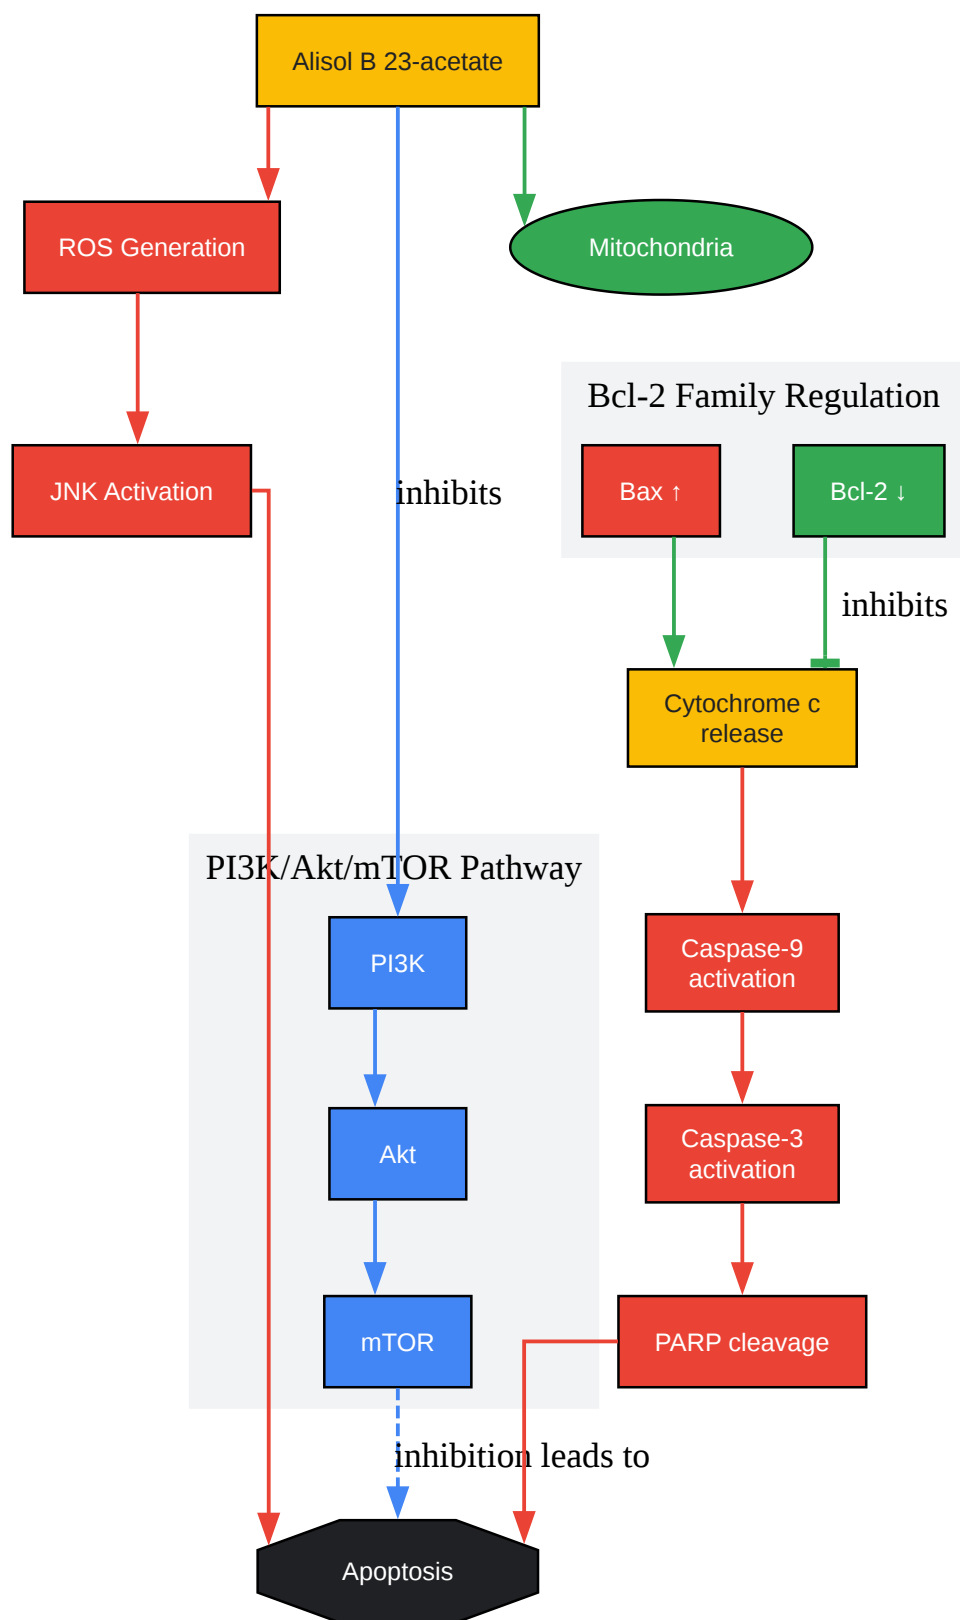 Alisol B 23-acetate
ROS Generation
Mitochondria
Bcl-2 Family Regulation
JNK Activation
inhibits
Bax ↑
Bcl-2 ↓
inhibits
Cytochrome c
release
PI3K/Akt/mTOR Pathway
PI3K
Caspase-9
activation
Akt
Caspase-3
activation
mTOR
PARP cleavage
inhibition leads to
Apoptosis